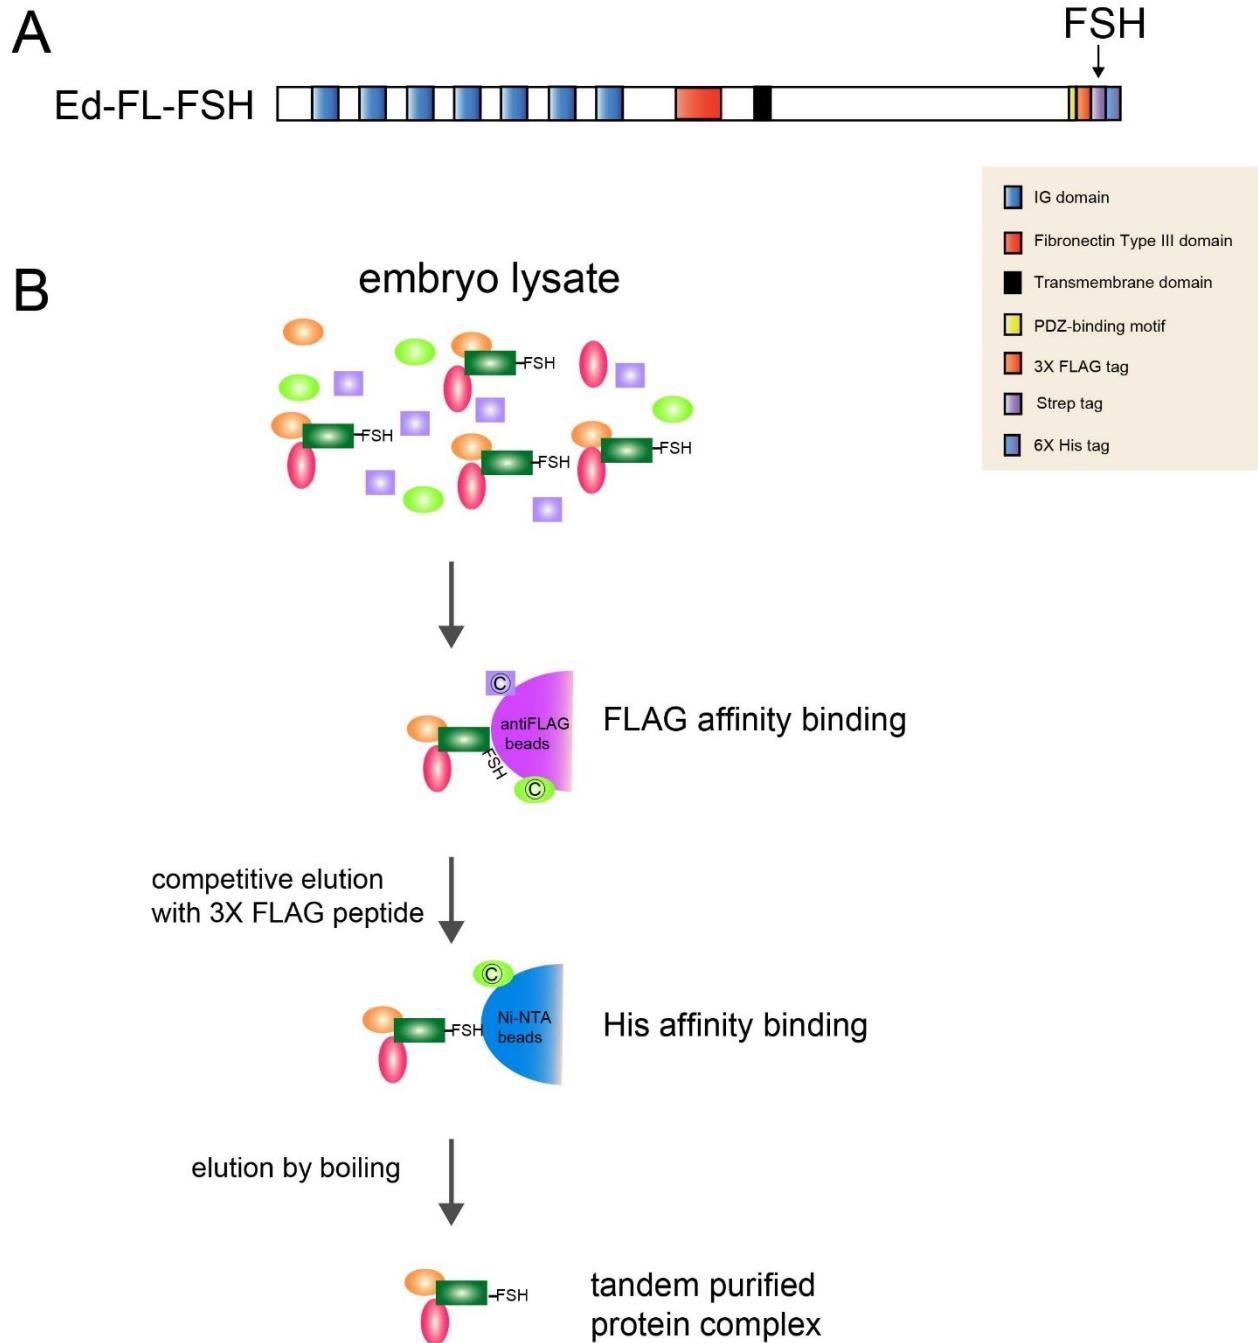 A
FSH
Ed-FL-FSH
IG domain
Fibronectin Type III domain
Transmembrane domain
PDZ-binding motif
3X FLAG tag
Strep tag
6X His tag
B
embryo lysate
FSH
FSH
FSH
FSH
C
antiFLAG
beads
FSH
C
FLAG affinity binding
competitive elution
with 3X FLAG peptide
C
FSH
Ni-NTA
beads
His affinity binding
elution by boiling
FSH
tandem purified
protein complex